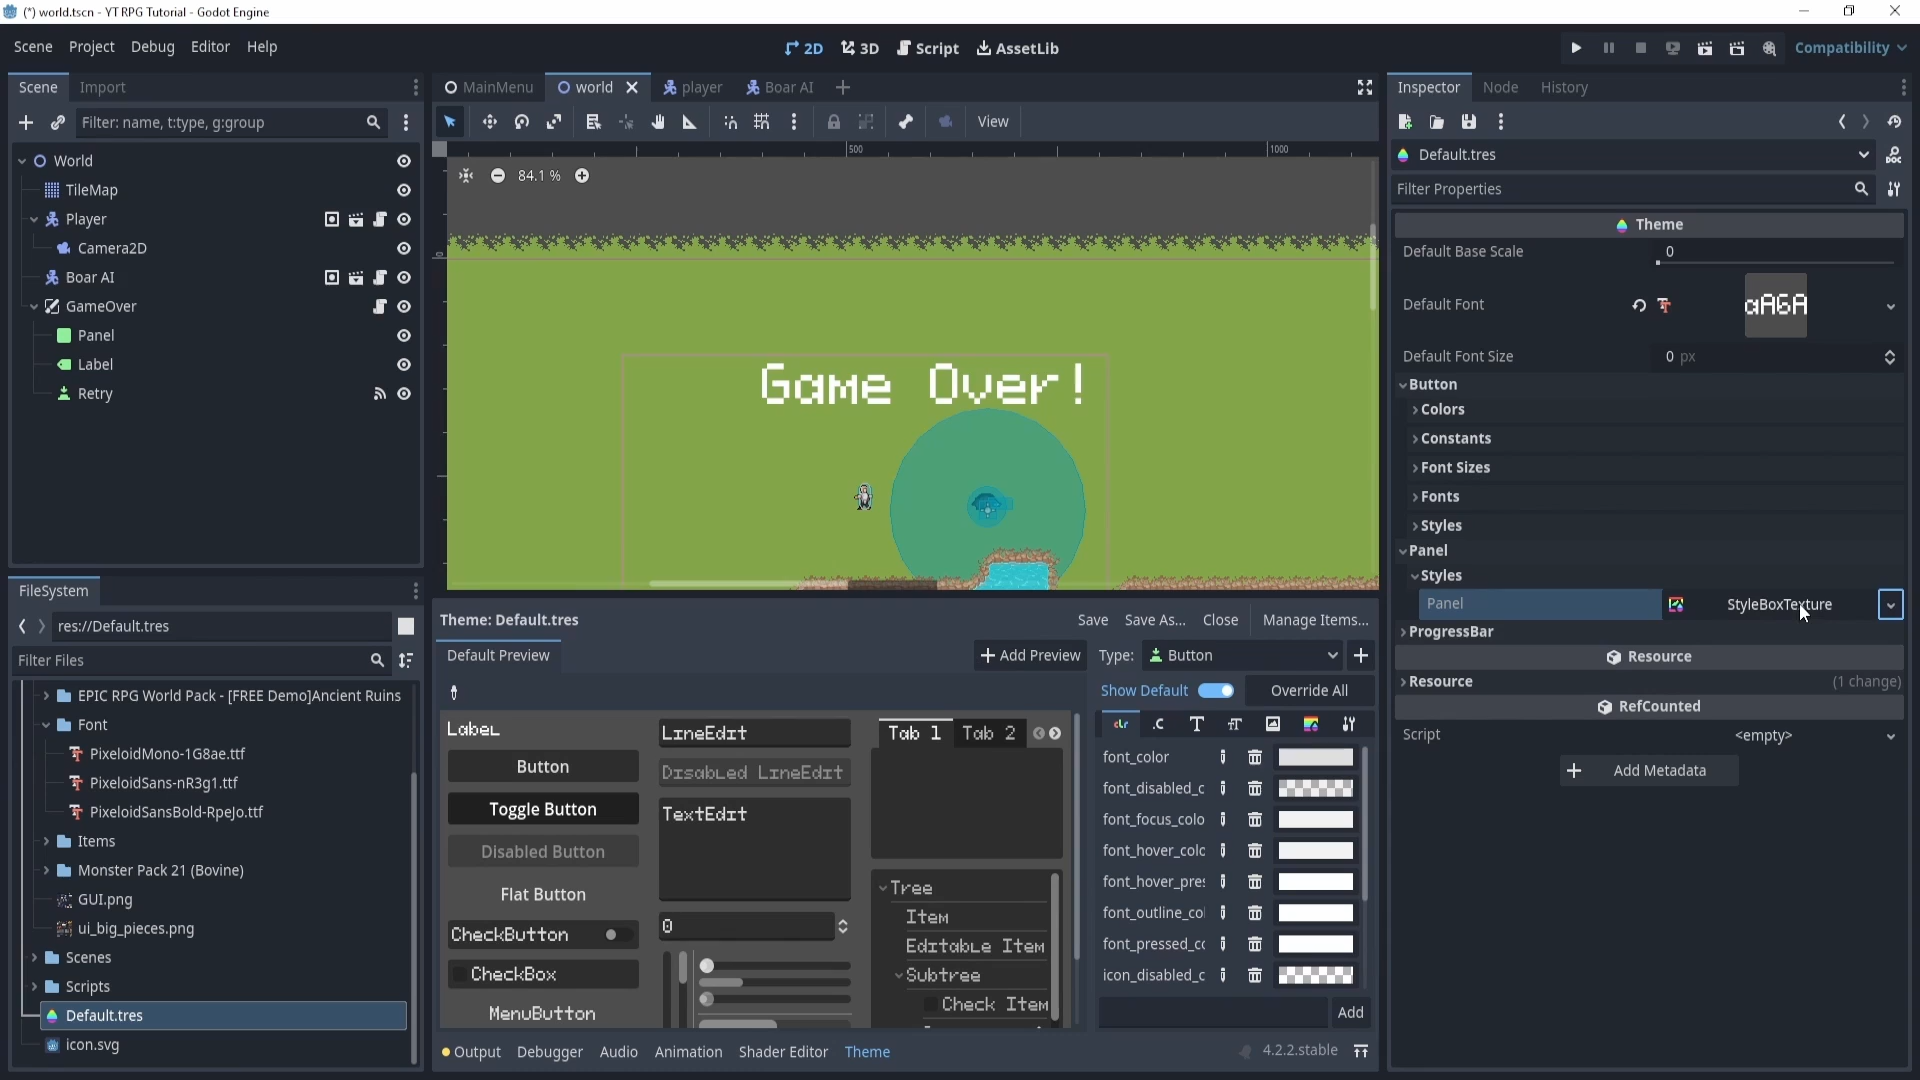 (*) world.tscn - YT RPG Tutorial - Godot Engine
Scene Project Debug Editor Help
2D 3D Script AssetLib
Compatibility
Scene Import
MainMenu world player Boar AI
Inspector Node History
Filter: name, t:type, g:group
View
World
TileMap
Player
Camera2D
Boar AI
GameOver
Panel
Label
Retry
500 1000
84.1 %
0
Game Over!
Default.tres
Filter Properties
Theme
Default Base Scale 0
Default Font aA6A
Default Font Size 0 px
Button
Colors
Constants
Font Sizes
Fonts
Styles
Panel
Styles
Panel StyleBoxTexture
ProgressBar
Resource
Resource (1 change)
RefCounted
Script <empty>
Add Metadata
FileSystem
res://Default.tres
Filter Files
EPIC RPG World Pack - [FREE Demo]Ancient Ruins
Font
PixeloidMono-1G8ae.ttf
PixeloidSans-nR3g1.ttf
PixeloidSansBold-RpeJo.ttf
Items
Monster Pack 21 (Bovine)
GUI.png
ui_big_pieces.png
Scenes
Scripts
Default.tres
icon.svg
Theme: Default.tres
Save Save As... Close Manage Items...
Default Preview
Add Preview
Type: Button
Show Default Override All
Label
Button
Toggle Button
Disabled Button
Flat Button
CheckButton
CheckBox
MenuButton
LineEdit
Disabled LineEdit
TextEdit
0
Tab 1 Tab 2
Tree
Item
Editable Item
Subtree
Check Item
font_color
font_disabled_c
font_focus_colo
font_hover_colo
font_hover_pres
font_outline_col
font_pressed_cc
icon_disabled_c
Add
Output Debugger Audio Animation Shader Editor Theme
4.2.2.stable